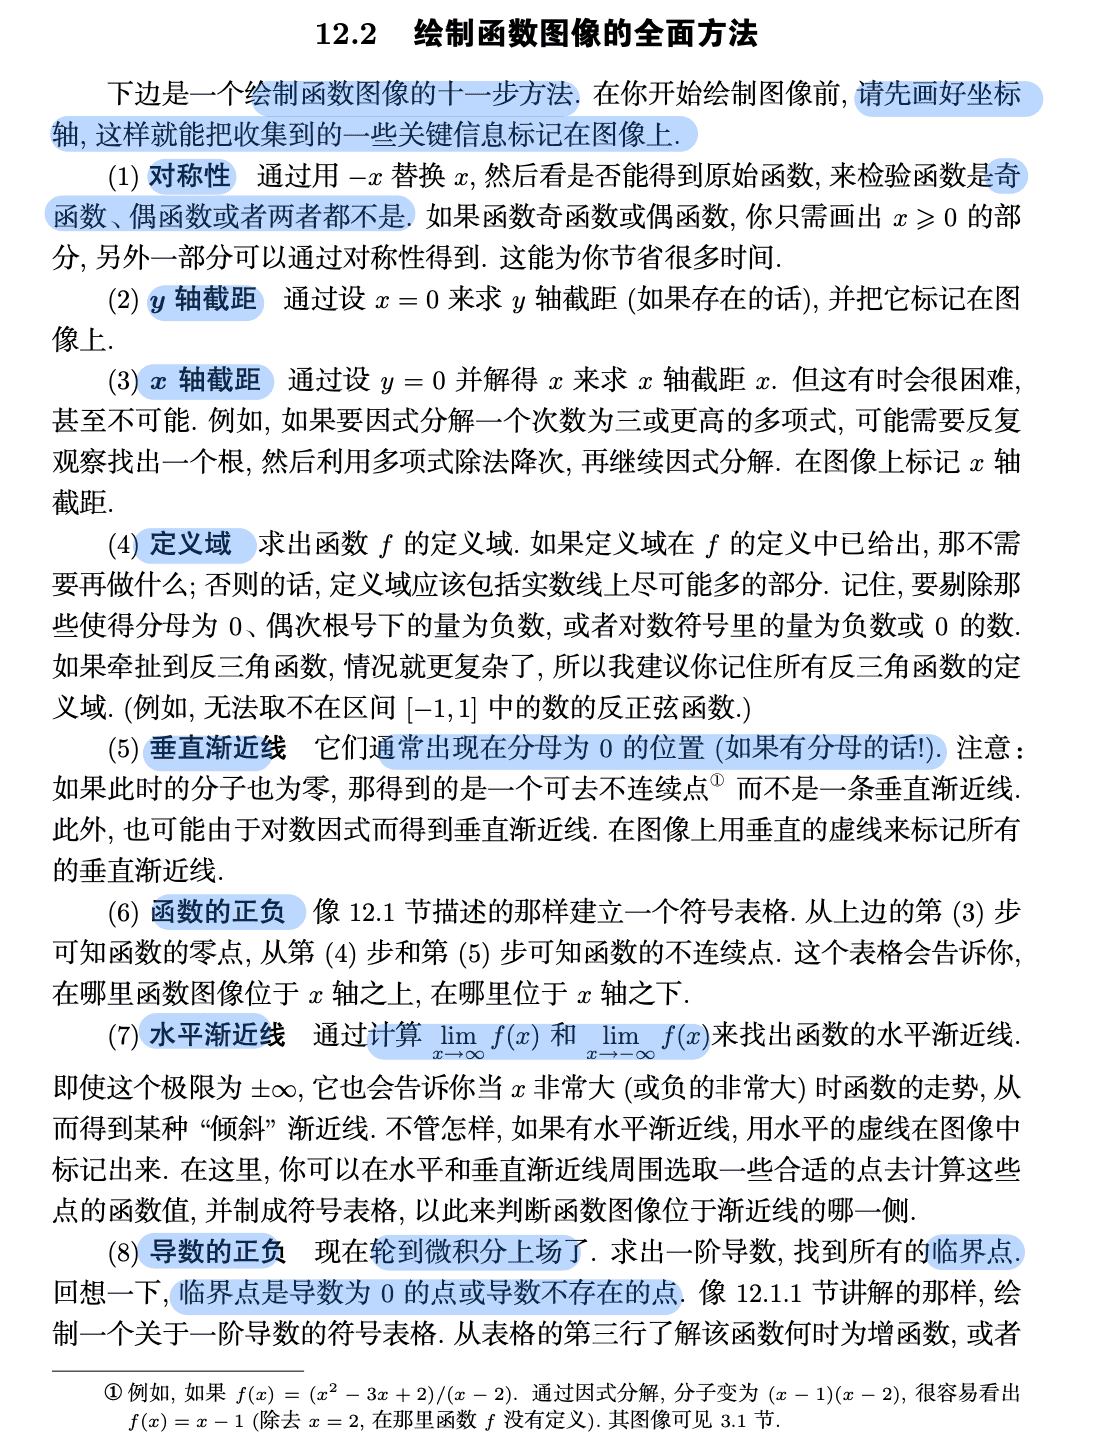 12.2 绘制函数图像的全面方法
下边是一个绘制函数图像的十一步方法. 在你开始绘制图像前, 请先画好坐标
轴, 这样就能把收集到的一些关键信息标记在图像上.
(1) 对称性 通过用 −x 替换 x, 然后看是否能得到原始函数, 来检验函数是奇
函数、偶函数或者两者都不是. 如果函数奇函数或偶函数, 你只需画出 x ⩾ 0 的部
分, 另外一部分可以通过对称性得到. 这能为你节省很多时间.
(2) y 轴截距 通过设 x = 0 来求 y 轴截距 (如果存在的话), 并把它标记在图
像上.
(3) x 轴截距 通过设 y = 0 并解得 x 来求 x 轴截距 x. 但这有时会很困难,
甚至不可能. 例如, 如果要因式分解一个次数为三或更高的多项式, 可能需要反复
观察找出一个根, 然后利用多项式除法降次, 再继续因式分解. 在图像上标记 x 轴
截距.
(4) 定义域 求出函数 f 的定义域. 如果定义域在 f 的定义中已给出, 那不需
要再做什么; 否则的话, 定义域应该包括实数线上尽可能多的部分. 记住, 要剔除那
些使得分母为 0、偶次根号下的量为负数, 或者对数符号里的量为负数或 0 的数.
如果牵扯到反三角函数, 情况就更复杂了, 所以我建议你记住所有反三角函数的定
义域. (例如, 无法取不在区间 [−1, 1] 中的数的反正弦函数.)
(5) 垂直渐近线 它们通常出现在分母为 0 的位置 (如果有分母的话!). 注意:
如果此时的分子也为零, 那得到的是一个可去不连续点① 而不是一条垂直渐近线.
此外, 也可能由于对数因式而得到垂直渐近线. 在图像上用垂直的虚线来标记所有
的垂直渐近线.
(6) 函数的正负 像 12.1 节描述的那样建立一个符号表格. 从上边的第 (3) 步
可知函数的零点, 从第 (4) 步和第 (5) 步可知函数的不连续点. 这个表格会告诉你,
在哪里函数图像位于 x 轴之上, 在哪里位于 x 轴之下.
(7) 水平渐近线 通过计算 lim x→∞ f(x) 和 lim x→−∞ f(x)来找出函数的水平渐近线.
即使这个极限为 ±∞, 它也会告诉你当 x 非常大 (或负的非常大) 时函数的走势, 从
而得到某种 “倾斜” 渐近线. 不管怎样, 如果有水平渐近线, 用水平的虚线在图像中
标记出来. 在这里, 你可以在水平和垂直渐近线周围选取一些合适的点去计算这些
点的函数值, 并制成符号表格, 以此来判断函数图像位于渐近线的哪一侧.
(8) 导数的正负 现在轮到微积分上场了. 求出一阶导数, 找到所有的临界点.
回想一下, 临界点是导数为 0 的点或导数不存在的点. 像 12.1.1 节讲解的那样, 绘
制一个关于一阶导数的符号表格. 从表格的第三行了解该函数何时为增函数, 或者
① 例如, 如果 f(x) = (x² − 3x + 2)/(x − 2). 通过因式分解, 分子变为 (x − 1)(x − 2), 很容易看出
f(x) = x − 1 (除去 x = 2, 在那里函数 f 没有定义). 其图像可见 3.1 节.